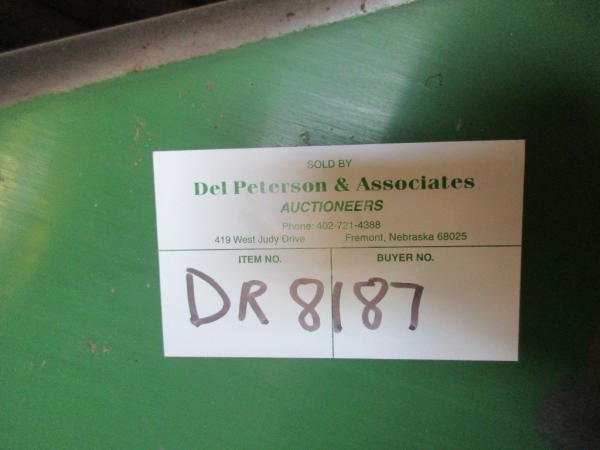 SOLD BY
Del Peterson & Associates
AUCTIONEERS
Phone: 402-721-4388
419 West Judy Drive Fremont, Nebraska 68025
ITEM NO. BUYER NO.
DR 8187